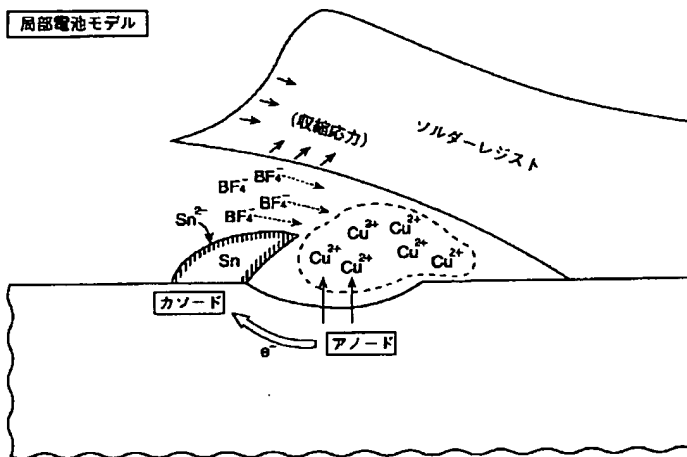 局部電池モデル
(収縮応力)
ソルダーレジスト
BF₄⁻ BF₄⁻
BF₄⁻
BF₄⁻
Sn²⁻
Sn
Cu²⁺
Cu²⁺
Cu²⁺
Cu²⁺
Cu²⁺
Cu²⁺
カソード
アノード
e⁻